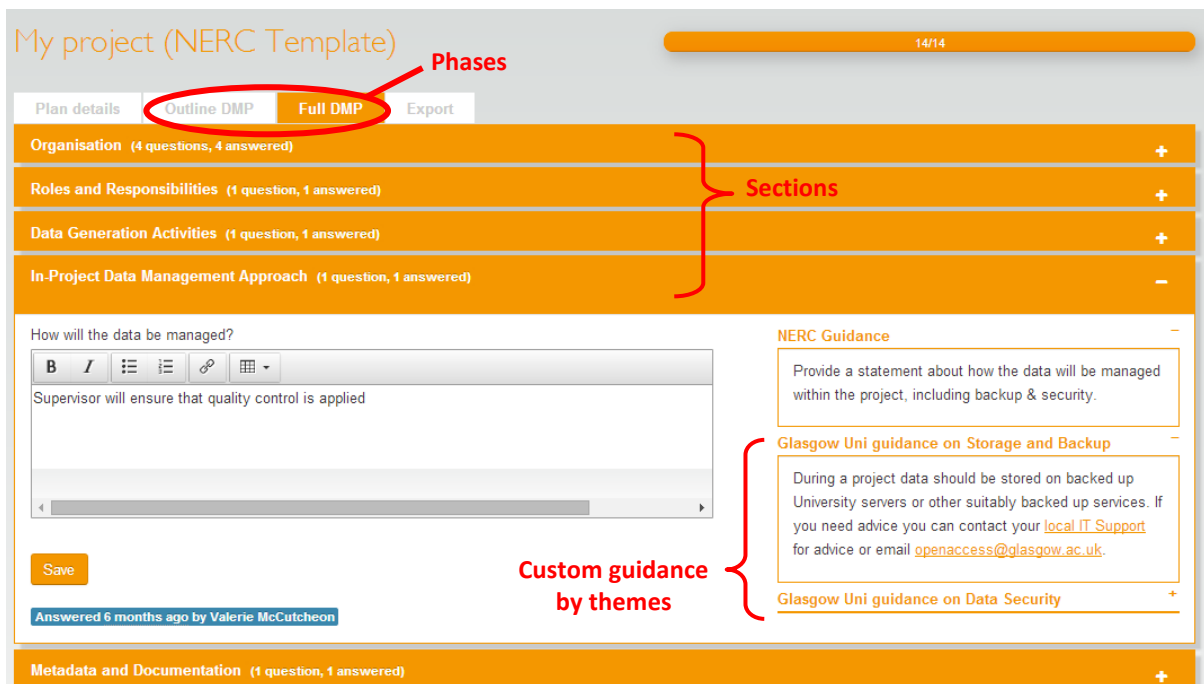 My project (NERC Template)
14/14
Phases
Plan details
Outline DMP
Full DMP
Export
Organisation (4 questions, 4 answered)
Roles and Responsibilities (1 question, 1 answered)
Sections
Data Generation Activities (1 question, 1 answered)
In-Project Data Management Approach (1 question, 1 answered)
How will the data be managed?
B I
Supervisor will ensure that quality control is applied
Save
Answered 6 months ago by Valerie McCutcheon
NERC Guidance
Provide a statement about how the data will be managed
within the project, including backup & security.
Glasgow Uni guidance on Storage and Backup
During a project data should be stored on backed up
University servers or other suitably backed up services. If
you need advice you can contact your local IT Support
for advice or email openaccess@glasgow.ac.uk.
Custom guidance
by themes
Glasgow Uni guidance on Data Security
Metadata and Documentation (1 question, 1 answered)